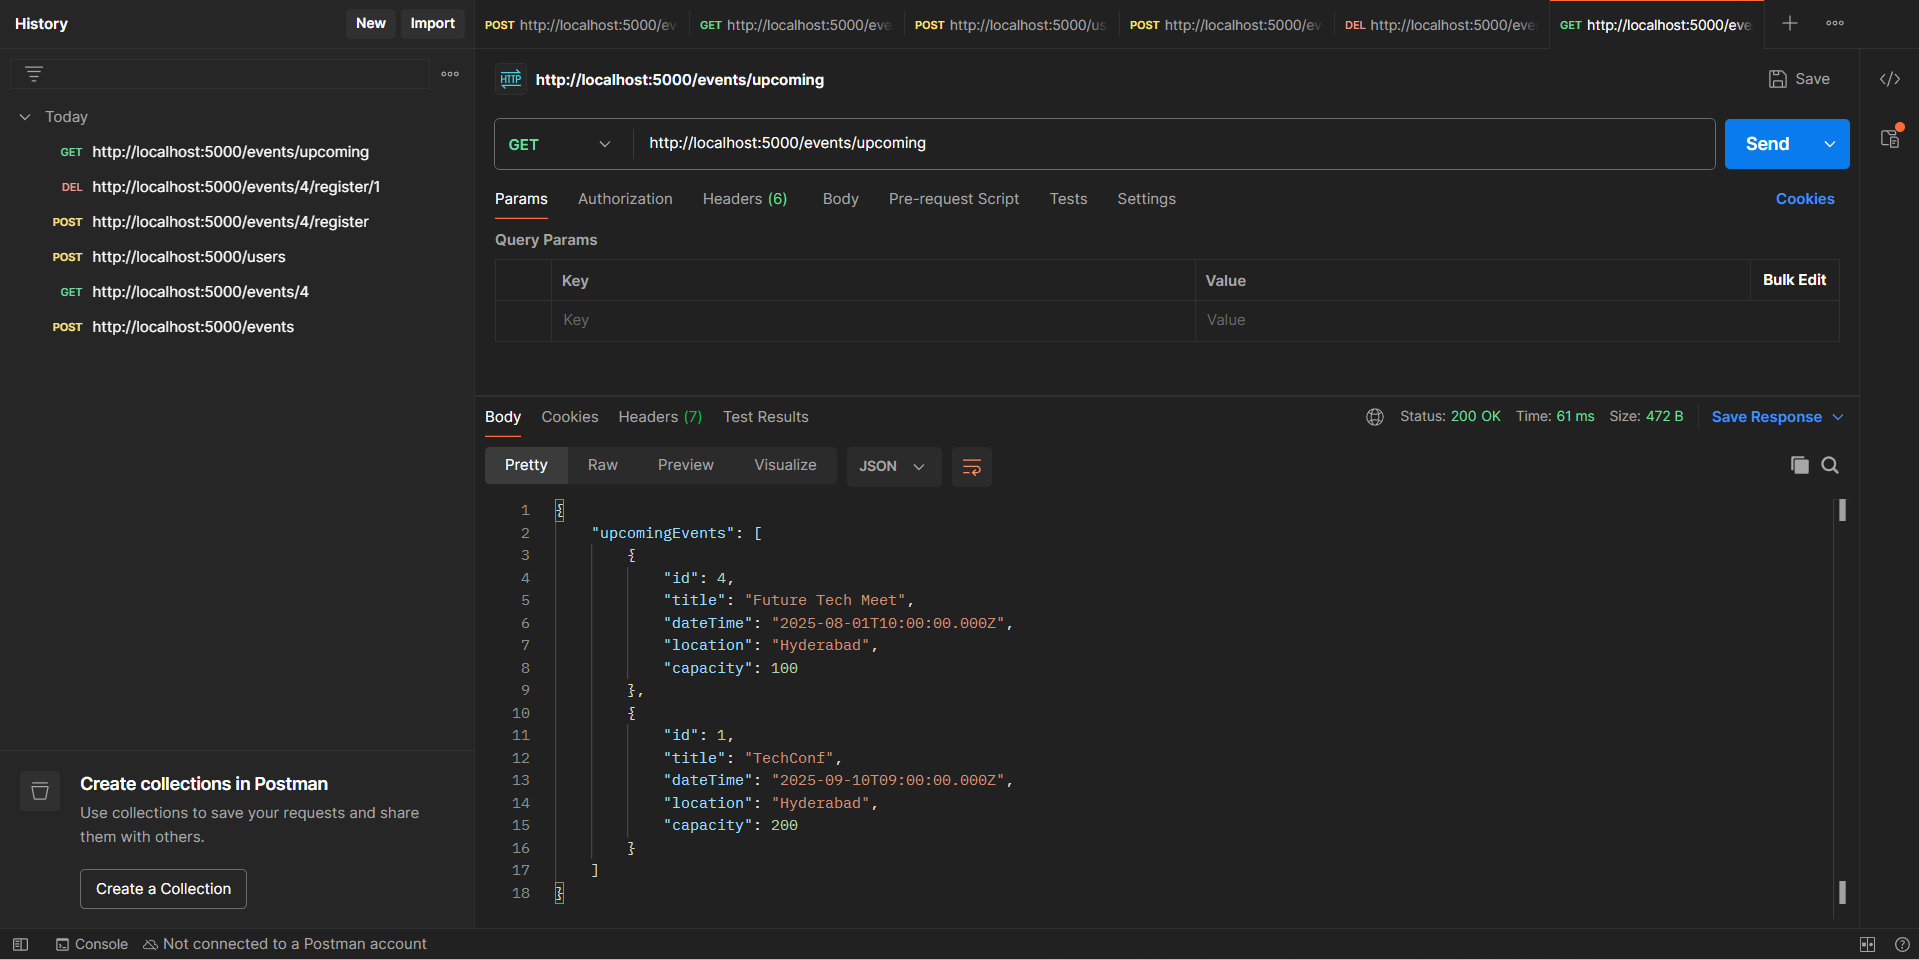 History
New
Import
Today
GET http://localhost:5000/events/upcoming
DEL http://localhost:5000/events/4/register/1
POST http://localhost:5000/events/4/register
POST http://localhost:5000/users
GET http://localhost:5000/events/4
POST http://localhost:5000/events
Create collections in Postman
Use collections to save your requests and share
them with others.
Create a Collection
POST http://localhost:5000/ev
GET http://localhost:5000/eve
POST http://localhost:5000/us
POST http://localhost:5000/ev
DEL http://localhost:5000/eve
GET http://localhost:5000/eve
HTTP http://localhost:5000/events/upcoming
Save
GET http://localhost:5000/events/upcoming
Send
Params Authorization Headers (6) Body Pre-request Script Tests Settings
Cookies
Query Params
Key Value Bulk Edit
Key Value
Body Cookies Headers (7) Test Results
Status: 200 OK Time: 61 ms Size: 472 B Save Response
Pretty Raw Preview Visualize JSON
1 {
2 "upcomingEvents": [
3 {
4 "id": 4,
5 "title": "Future Tech Meet",
6 "dateTime": "2025-08-01T10:00:00.000Z",
7 "location": "Hyderabad",
8 "capacity": 100
9 },
10 {
11 "id": 1,
12 "title": "TechConf",
13 "dateTime": "2025-09-10T09:00:00.000Z",
14 "location": "Hyderabad",
15 "capacity": 200
16 }
17 ]
18 }
Console Not connected to a Postman account